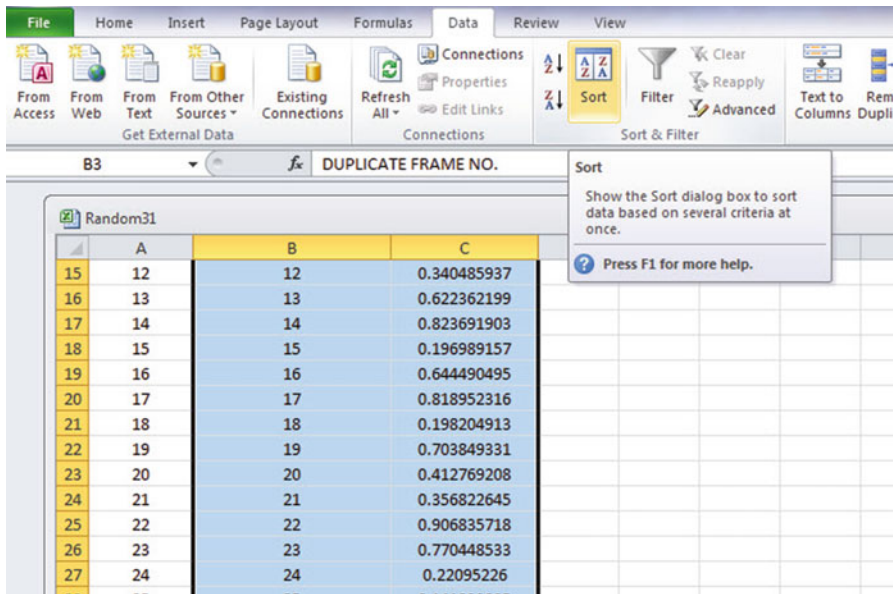 File Home Insert Page Layout Formulas Data Review View
From Access
From Web
From Text
From Other Sources
Existing Connections
Get External Data
Refresh All
Connections
Properties
Edit Links
Connections
Sort
Filter
Clear
Reapply
Advanced
Sort & Filter
Text to Columns
B3 fx DUPLICATE FRAME NO.
Sort
Show the Sort dialog box to sort
data based on several criteria at
once.
Press F1 for more help.
Random31
A B C
15 12 12 0.340485937
16 13 13 0.622362199
17 14 14 0.823691903
18 15 15 0.196989157
19 16 16 0.644490495
20 17 17 0.818952316
21 18 18 0.198204913
22 19 19 0.703849331
23 20 20 0.412769208
24 21 21 0.356822645
25 22 22 0.906835718
26 23 23 0.770448533
27 24 24 0.22095226